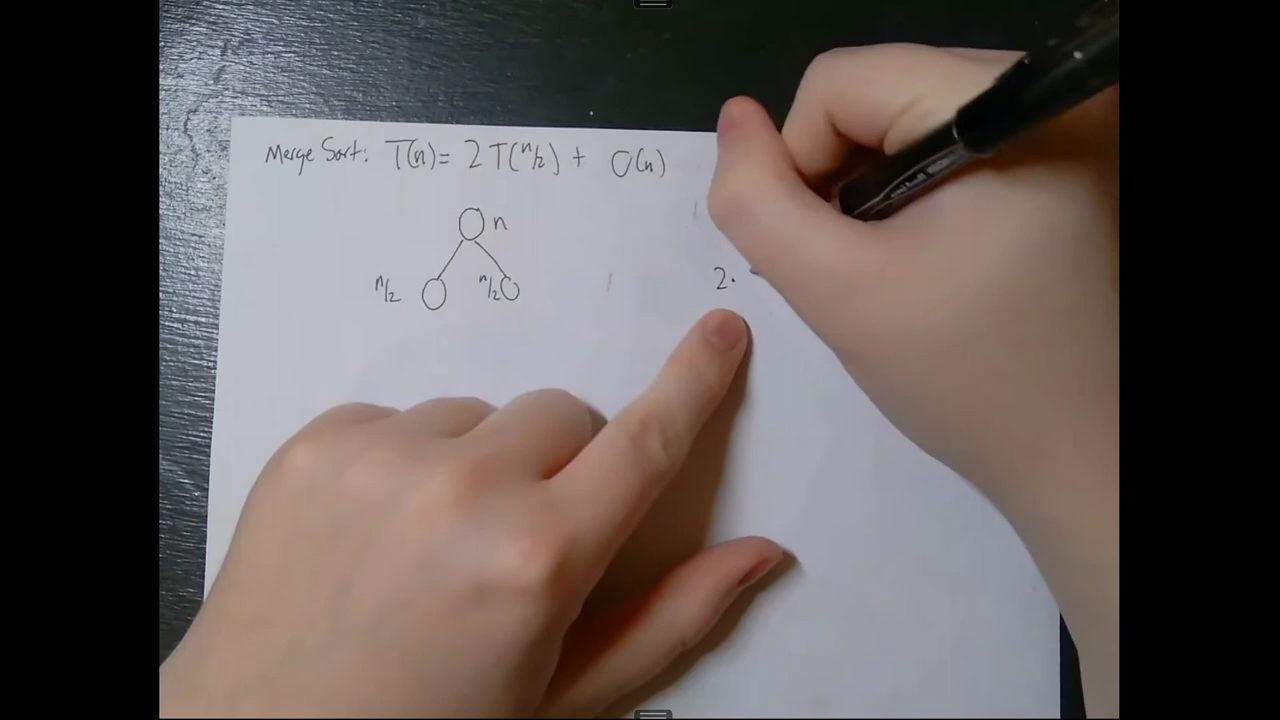 Merge Sort: T(n) = 2T(n/2) + O(n)
n
n/2 n/2 2.